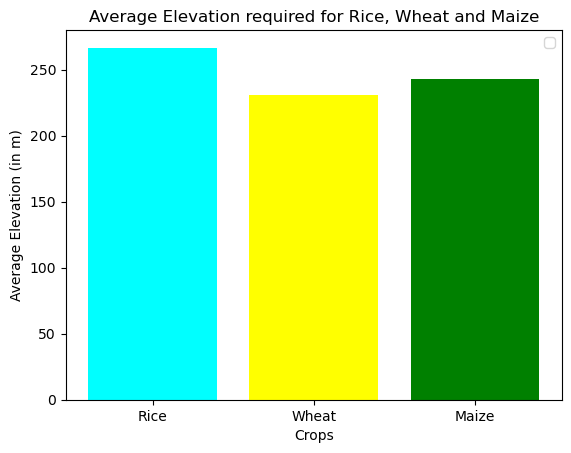 Average Elevation required for Rice, Wheat and Maize
Average Elevation (in m)
250
200
150
100
50
0
Rice
Wheat
Maize
Crops